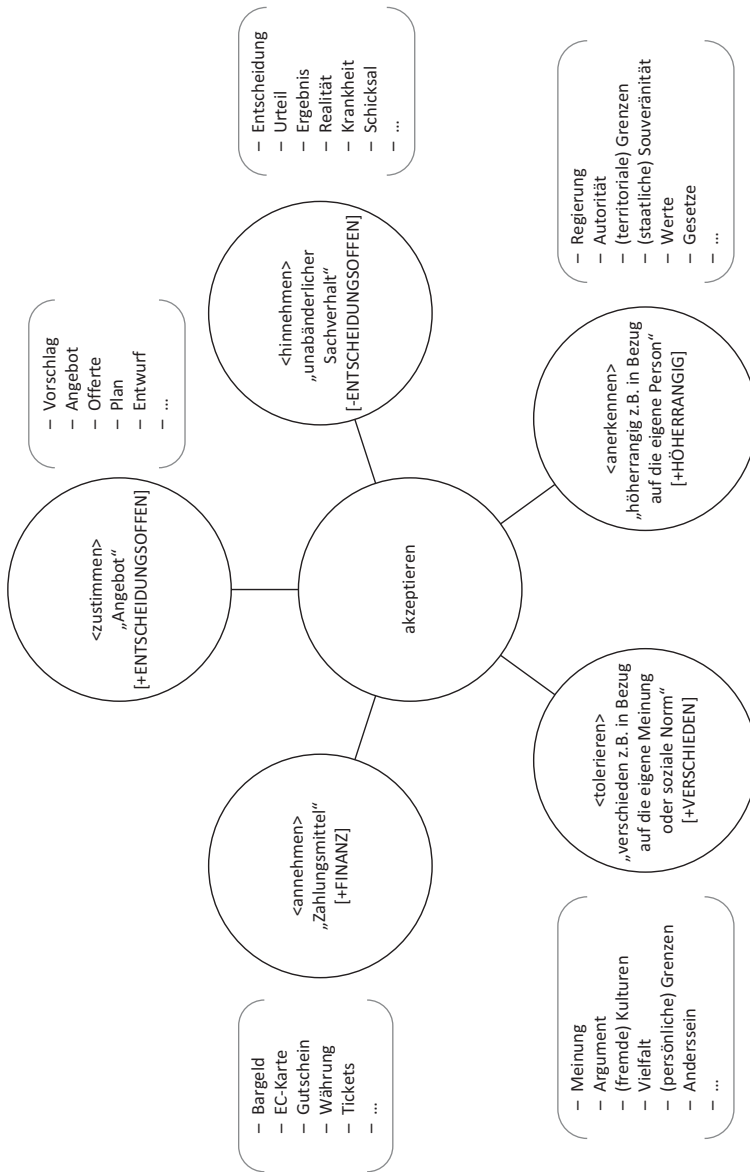 <zustimmen>
„Angebot“
[+ENTSCHEIDUNGSOFFEN]
– Vorschlag
– Angebot
– Offerte
– Plan
– Entwurf
– ...
<annehmen>
„Zahlungsmittel“
[+FINANZ]
– Bargeld
– EC-Karte
– Gutschein
– Währung
– Tickets
– ...
akzeptieren
<hinnehmen>
„unabänderlicher
Sachverhalt“
[-ENTSCHEIDUNGSOFFEN]
– Entscheidung
– Urteil
– Ergebnis
– Realität
– Krankheit
– Schicksal
– ...
<tolerieren>
„verschieden z.B. in Bezug
auf die eigene Meinung
oder soziale Norm“
[+VERSCHIEDEN]
– Meinung
– Argument
– (fremde) Kulturen
– Vielfalt
– (persönliche) Grenzen
– Anderssein
– ...
<anerkennen>
„höherrangig z.B. in Bezug
auf die eigene Person“
[+HÖHERRANGIG]
– Regierung
– Autorität
– (territoriale) Grenzen
– (staatliche) Souveränität
– Werte
– Gesetze
– ...